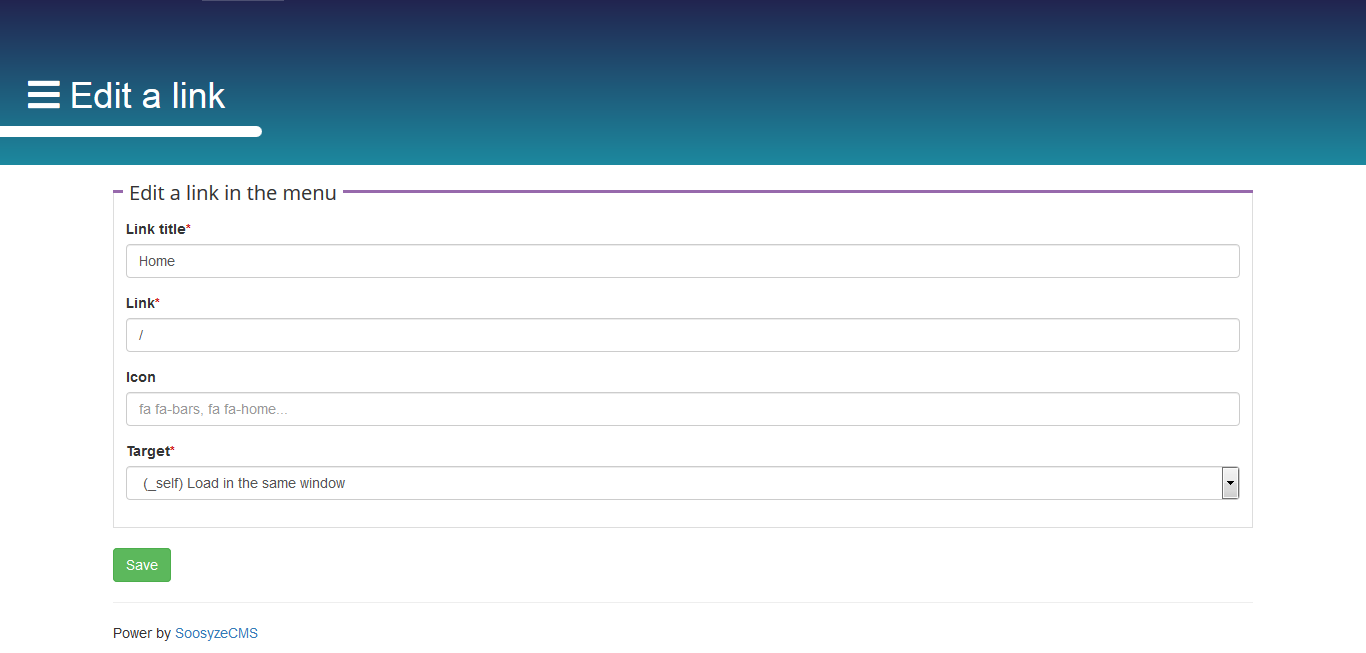 Edit a link
Edit a link in the menu
Link title*
Home
Link*
/
Icon
fa fa-bars, fa fa-home...
Target*
(_self) Load in the same window
Save
Power by SoosyzeCMS